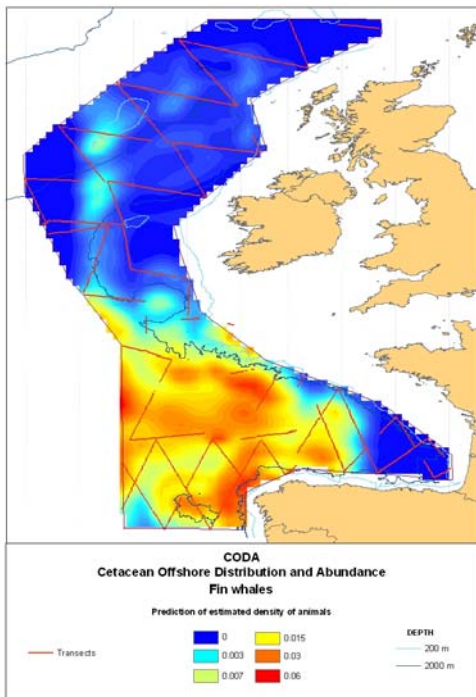 CODA
Cetacean Offshore Distribution and Abundance
Fin whales
Prediction of estimated density of animals
Transects
0
0.003
0.007
0.015
0.03
0.06
DEPTH
200 m
2000 m